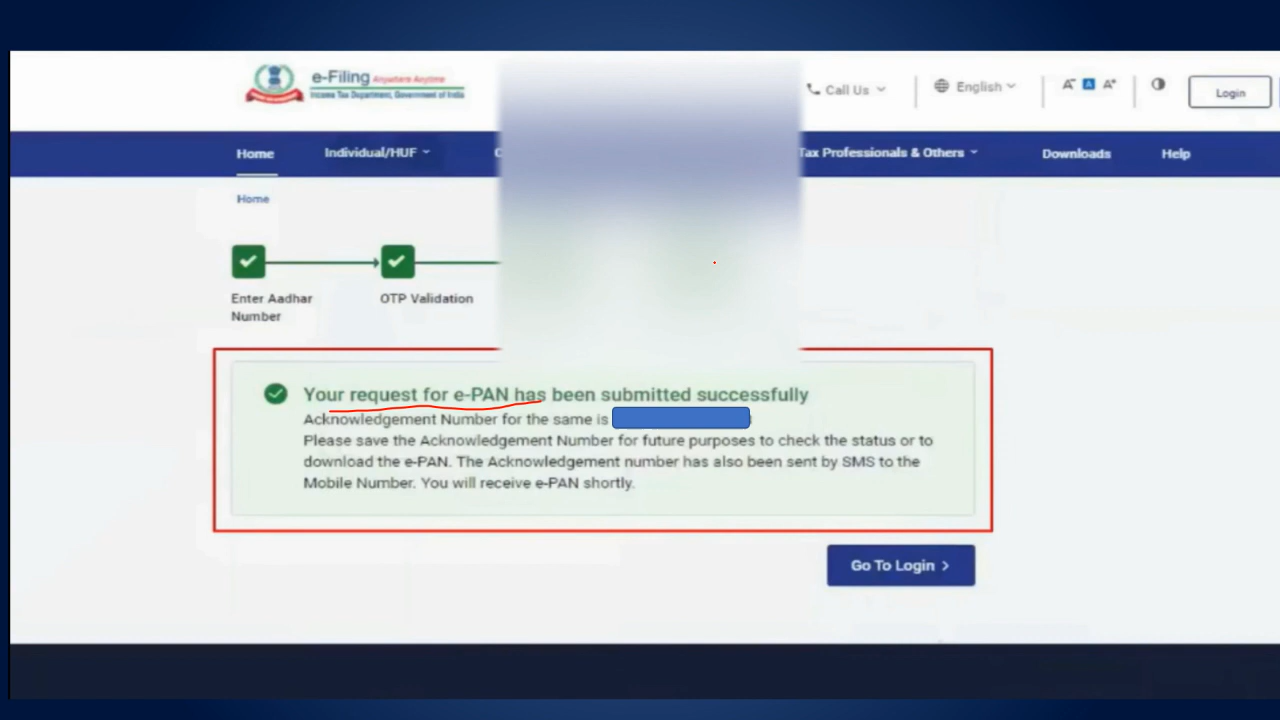 e-Filing Anywhere Anytime
Income Tax Department, Government of India
Call Us
English
A- A A+
Login
Home
Individual/HUF
Tax Professionals & Others
Downloads
Help
Home
Enter Aadhar
Number
OTP Validation
Your request for e-PAN has been submitted successfully
Acknowledgement Number for the same is
Please save the Acknowledgement Number for future purposes to check the status or to
download the e-PAN. The Acknowledgement number has also been sent by SMS to the
Mobile Number. You will receive e-PAN shortly.
Go To Login >